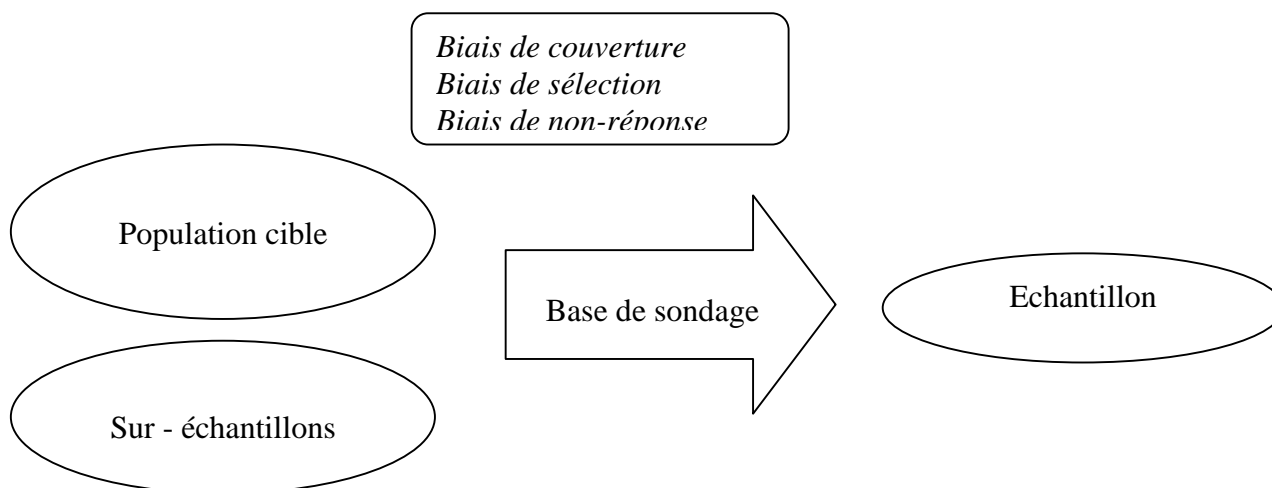 Biais de couverture
Biais de sélection
Biais de non-réponse
Population cible
Base de sondage
Echantillon
Sur - échantillons